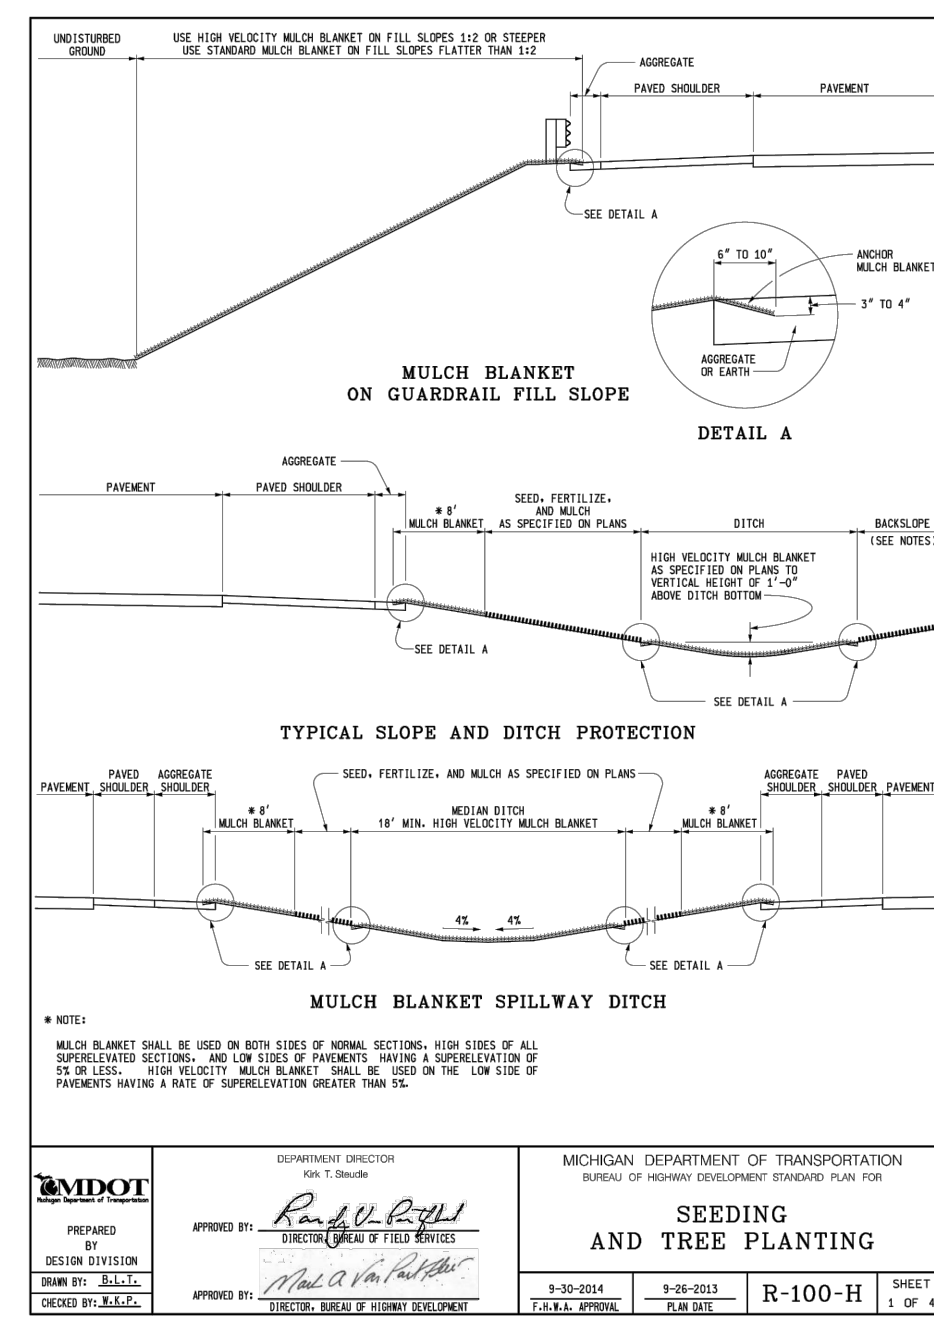 UNDISTURBED
GROUND
USE HIGH VELOCITY MULCH BLANKET ON FILL SLOPES 1:2 OR STEEPER
USE STANDARD MULCH BLANKET ON FILL SLOPES FLATTER THAN 1:2
AGGREGATE
PAVED SHOULDER
PAVEMENT
SEE DETAIL A
6" TO 10"
ANCHOR
MULCH BLANKET
3" TO 4"
AGGREGATE
OR EARTH
MULCH BLANKET
ON GUARDRAIL FILL SLOPE
DETAIL A
AGGREGATE
PAVEMENT
PAVED SHOULDER
* 8'
MULCH BLANKET
SEED, FERTILIZE,
AND MULCH
AS SPECIFIED ON PLANS
DITCH
BACKSLOPE
(SEE NOTES)
HIGH VELOCITY MULCH BLANKET
AS SPECIFIED ON PLANS TO
VERTICAL HEIGHT OF 1'-0"
ABOVE DITCH BOTTOM
SEE DETAIL A
SEE DETAIL A
TYPICAL SLOPE AND DITCH PROTECTION
PAVEMENT
PAVED
SHOULDER
AGGREGATE
SHOULDER
SEED, FERTILIZE, AND MULCH AS SPECIFIED ON PLANS
AGGREGATE
SHOULDER
PAVED
SHOULDER
PAVEMENT
* 8'
MULCH BLANKET
MEDIAN DITCH
18' MIN. HIGH VELOCITY MULCH BLANKET
* 8'
MULCH BLANKET
4%
4%
SEE DETAIL A
SEE DETAIL A
MULCH BLANKET SPILLWAY DITCH
* NOTE:
MULCH BLANKET SHALL BE USED ON BOTH SIDES OF NORMAL SECTIONS, HIGH SIDES OF ALL
SUPERELEVATED SECTIONS, AND LOW SIDES OF PAVEMENTS HAVING A SUPERELEVATION OF
5% OR LESS. HIGH VELOCITY MULCH BLANKET SHALL BE USED ON THE LOW SIDE OF
PAVEMENTS HAVING A RATE OF SUPERELEVATION GREATER THAN 5%.
MDOT
Michigan Department of Transportation
PREPARED
BY
DESIGN DIVISION
DRAWN BY: B.L.T.
CHECKED BY: W.K.P.
DEPARTMENT DIRECTOR
Kirk T. Steudle
APPROVED BY:
DIRECTOR, BUREAU OF FIELD SERVICES
Mark A Van Port Fleet
APPROVED BY:
DIRECTOR, BUREAU OF HIGHWAY DEVELOPMENT
MICHIGAN DEPARTMENT OF TRANSPORTATION
BUREAU OF HIGHWAY DEVELOPMENT STANDARD PLAN FOR
SEEDING
AND TREE PLANTING
9-30-2014
F.H.W.A. APPROVAL
9-26-2013
PLAN DATE
R-100-H
SHEET
1 OF 4